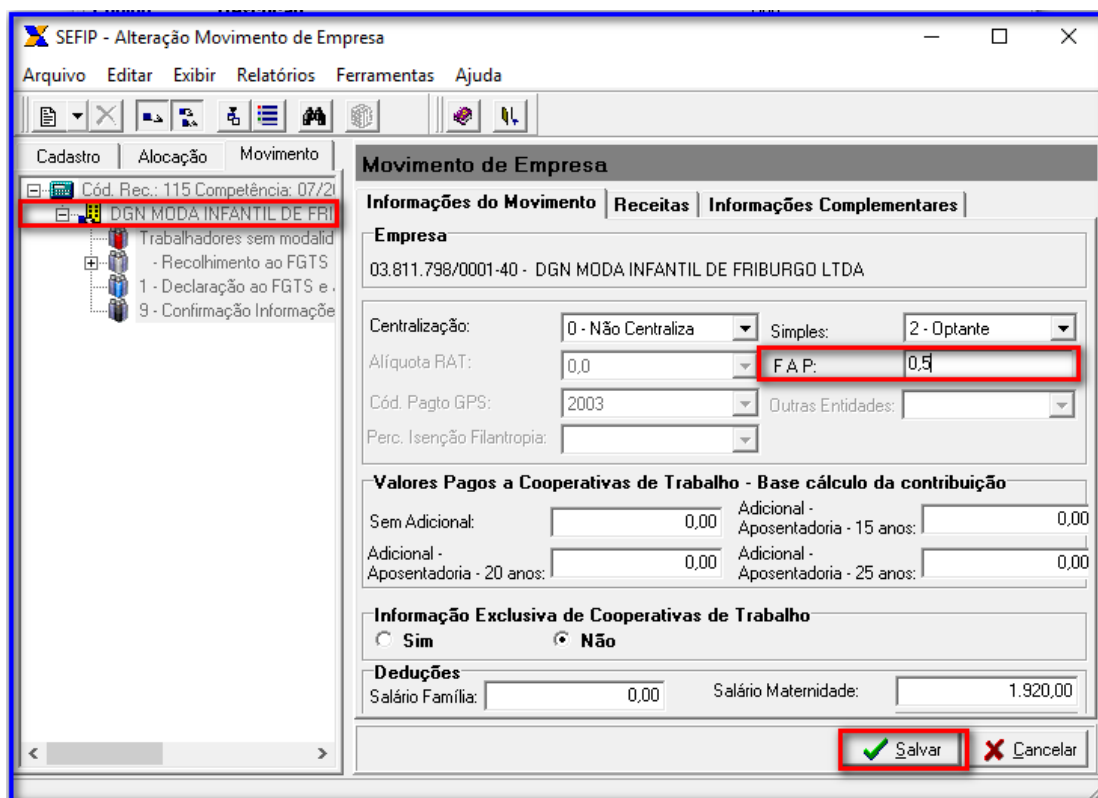 SEFIP - Alteração Movimento de Empresa
Arquivo Editar Exibir Relatórios Ferramentas Ajuda
Cadastro Alocação Movimento
Cód. Rec.: 115 Competência: 07/2
DGN MODA INFANTIL DE FRI
Trabalhadores sem modalid
- Recolhimento ao FGTS
1 - Declaração ao FGTS e
9 - Confirmação Informaçõe
Movimento de Empresa
Informações do Movimento Receitas Informações Complementares
Empresa
03.811.798/0001-40 - DGN MODA INFANTIL DE FRIBURGO LTDA
Centralização: 0 - Não Centraliza Simples: 2 - Optante
Alíquota RAT: 0,0 F A P: 0,5
Cód. Pagto GPS: 2003 Outras Entidades:
Perc. Isenção Filantropia:
Valores Pagos a Cooperativas de Trabalho - Base cálculo da contribuição
Sem Adicional: 0,00 Adicional - Aposentadoria - 15 anos: 0,00
Adicional - Aposentadoria - 20 anos: 0,00 Adicional - Aposentadoria - 25 anos: 0,00
Informação Exclusiva de Cooperativas de Trabalho
Sim Não
Deduções
Salário Família: 0,00 Salário Maternidade: 1.920,00
Salvar Cancelar